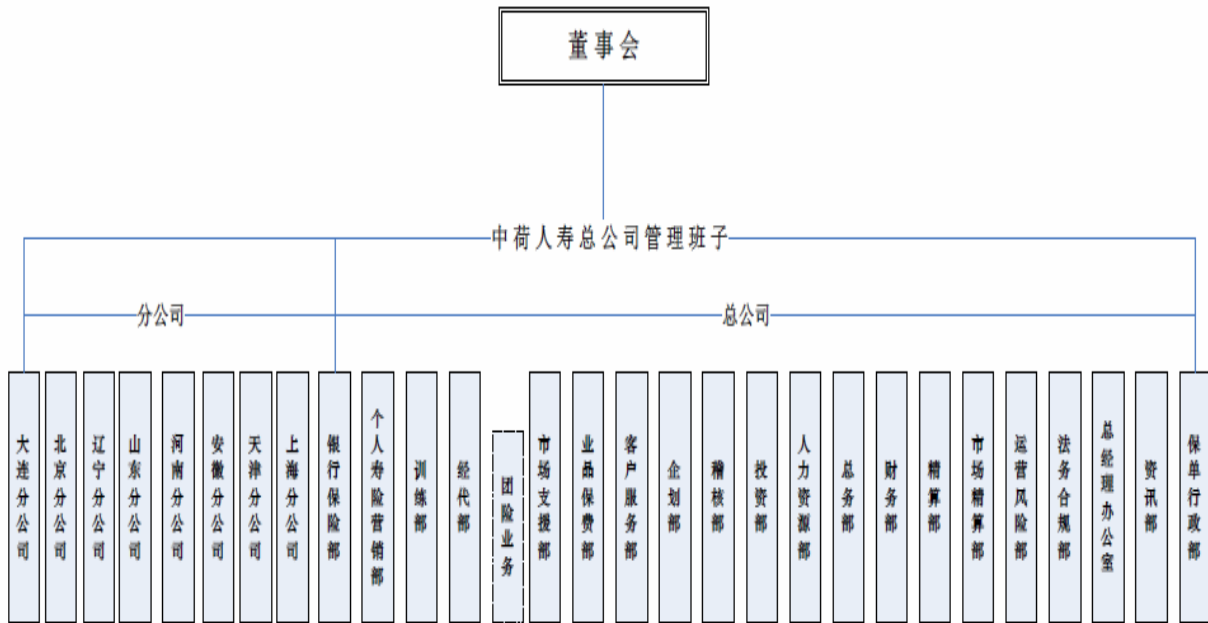 董事会
中荷人寿总公司管理班子
分公司
总公司
大连分公司
北京分公司
辽宁分公司
山东分公司
河南分公司
安徽分公司
天津分公司
上海分公司
银行保险部
个人寿险营销部
训练部
经代部
团险业务
市场支援部
业品保费部
客户服务部
企划部
稽核部
投资部
人力资源部
总务部
财务部
精算部
市场精算部
运营风险部
法务合规部
总经理办公室
资讯部
保单行政部